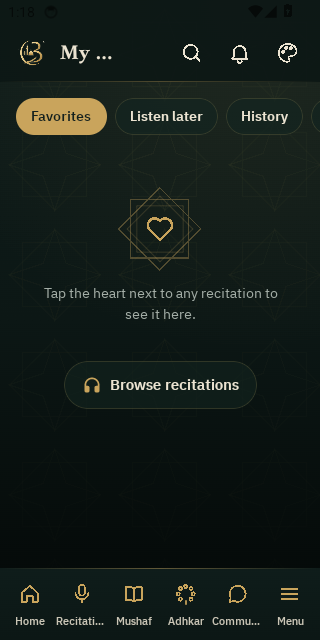 1:18
My ...
Favorites
Listen later
History
Tap the heart next to any recitation to
see it here.
Browse recitations
Home
Recitati...
Mushaf
Adhkar
Commu...
Menu